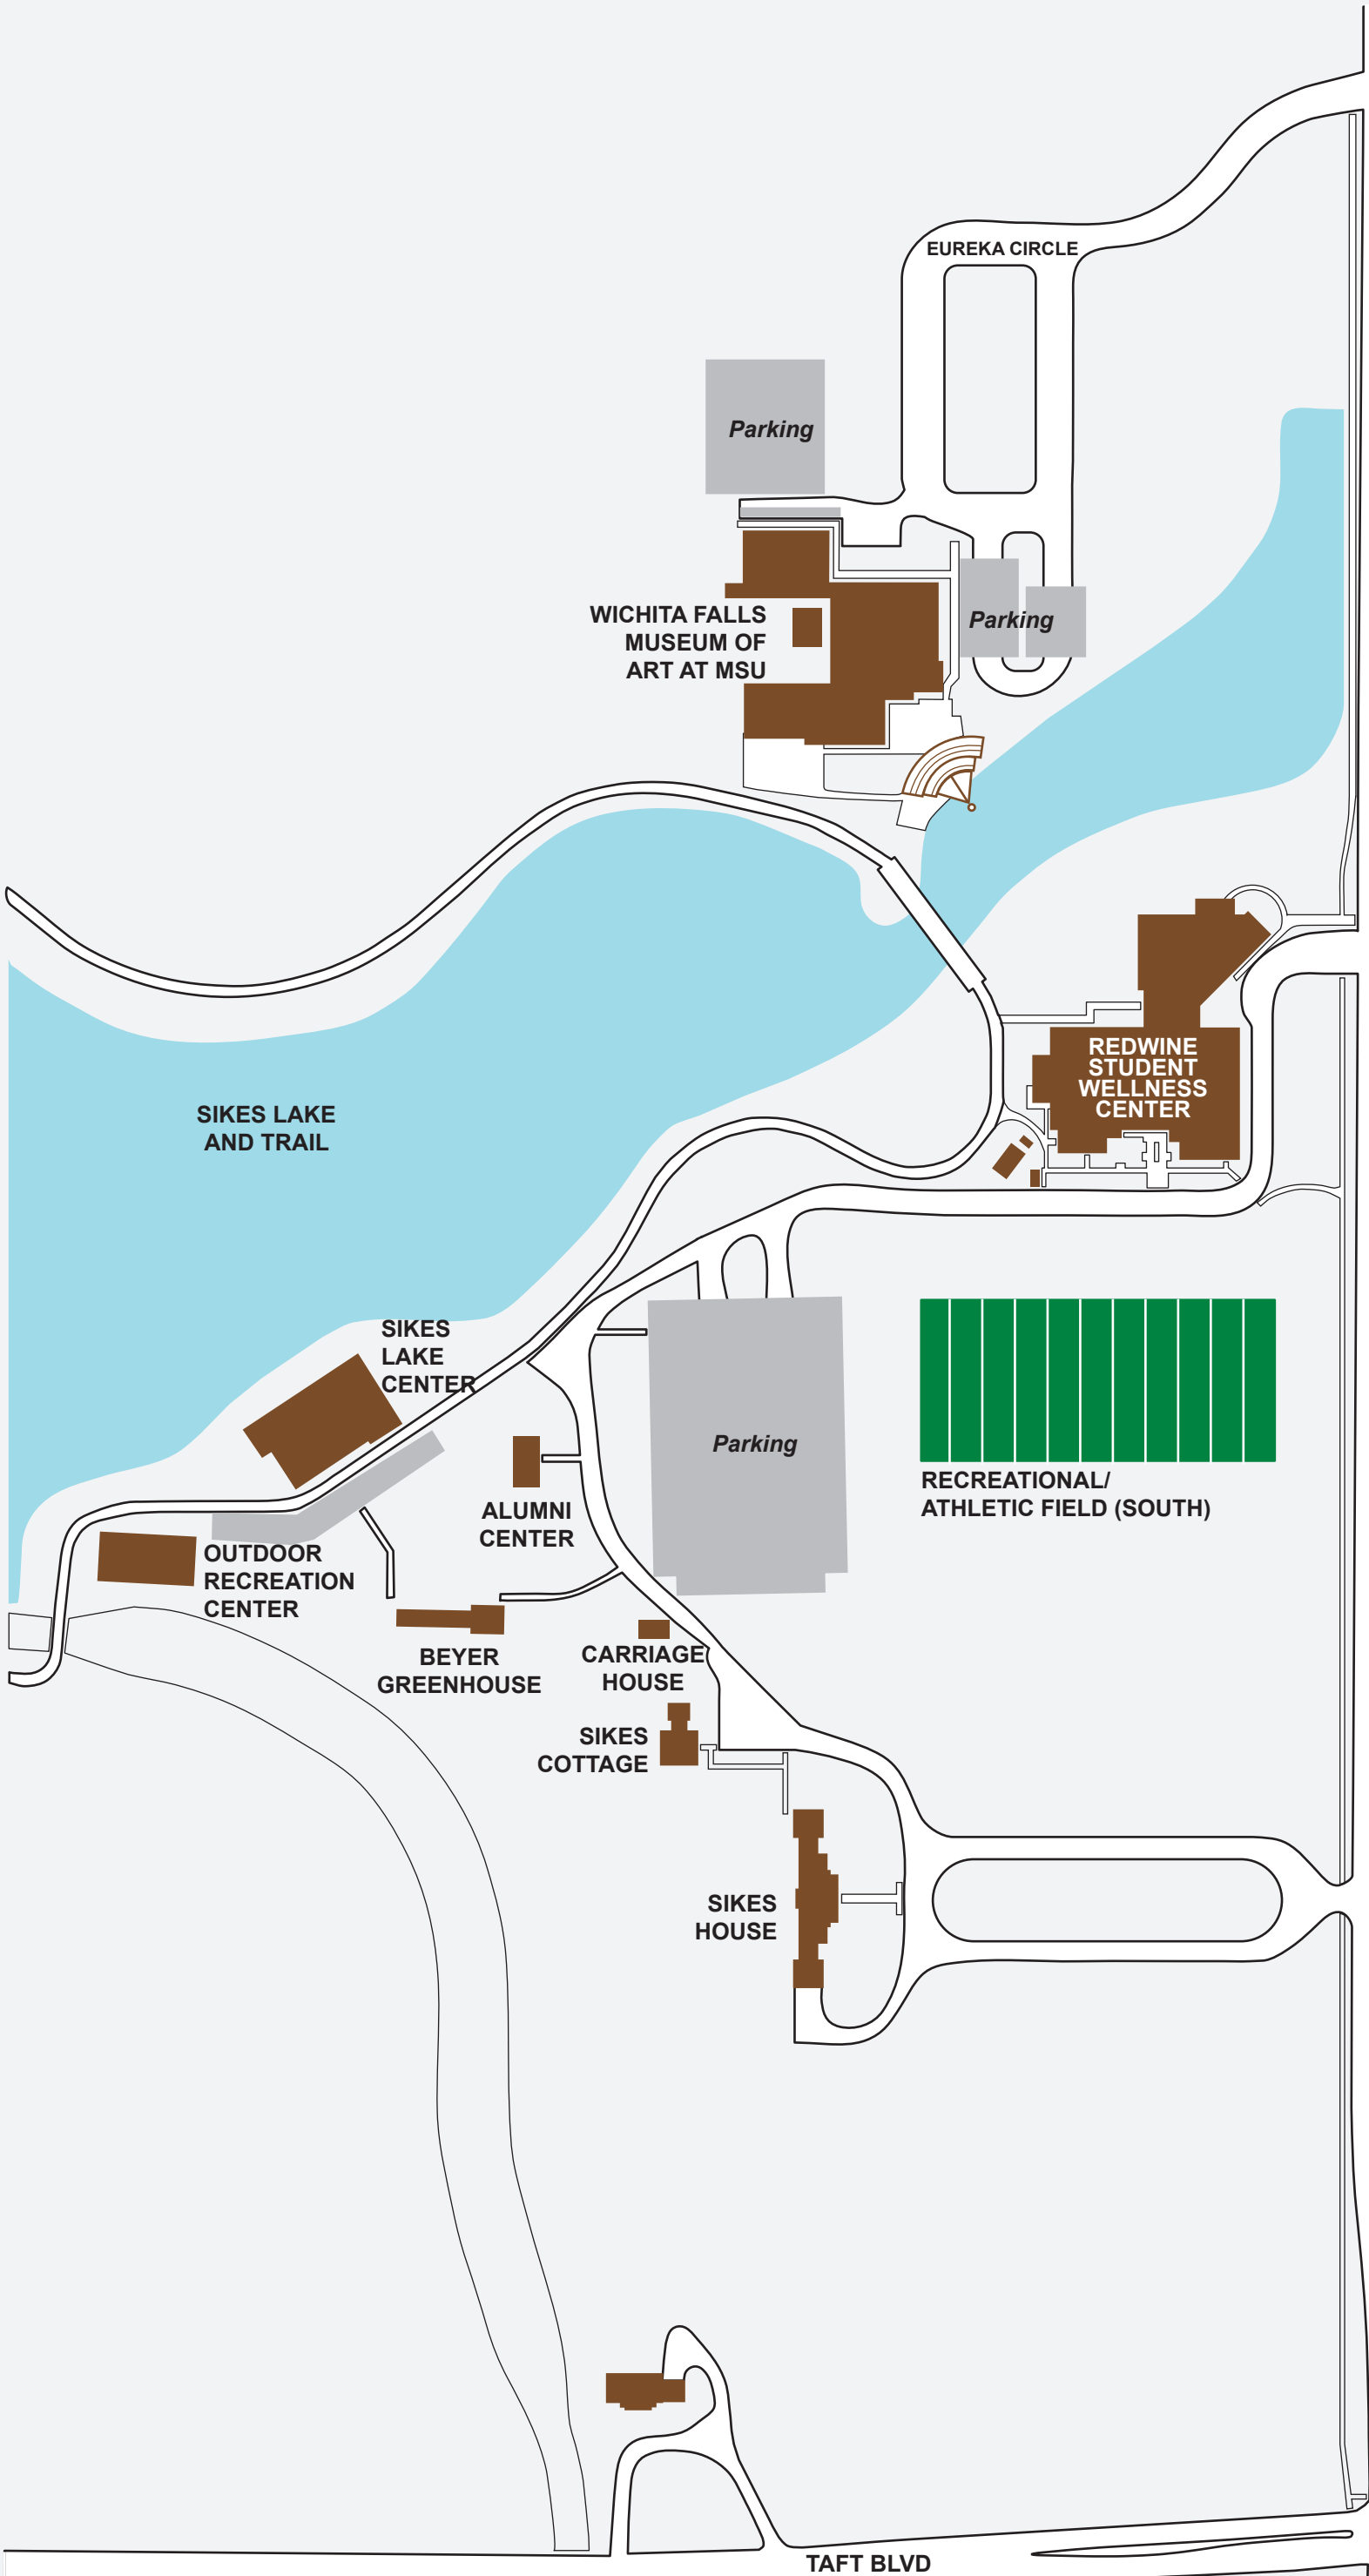 EUREKA CIRCLE
Parking
WICHITA FALLS
MUSEUM OF
ART AT MSU
Parking
REDWINE
STUDENT
WELLNESS
CENTER
SIKES LAKE
AND TRAIL
SIKES
LAKE
CENTER
Parking
RECREATIONAL/
ATHLETIC FIELD (SOUTH)
ALUMNI
CENTER
OUTDOOR
RECREATION
CENTER
BEYER
GREENHOUSE
CARRIAGE
HOUSE
SIKES
COTTAGE
SIKES
HOUSE
TAFT BLVD